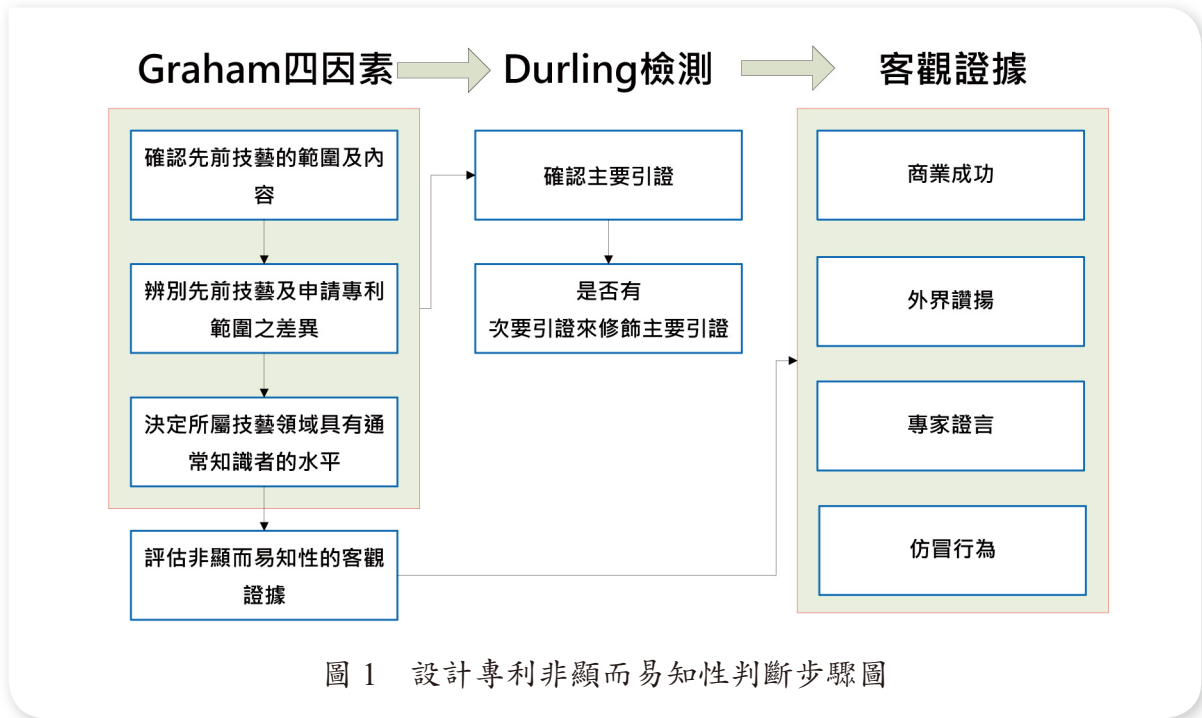 Graham四因素
Durling檢測
客觀證據
確認先前技藝的範圍及內
容
辨別先前技藝及申請專利
範圍之差異
決定所屬技藝領域具有通
常知識者的水平
評估非顯而易知性的客觀
證據
確認主要引證
是否有
次要引證來修飾主要引證
商業成功
外界讚揚
專家證言
仿冒行為
圖 1 設計專利非顯而易知性判斷步驟圖